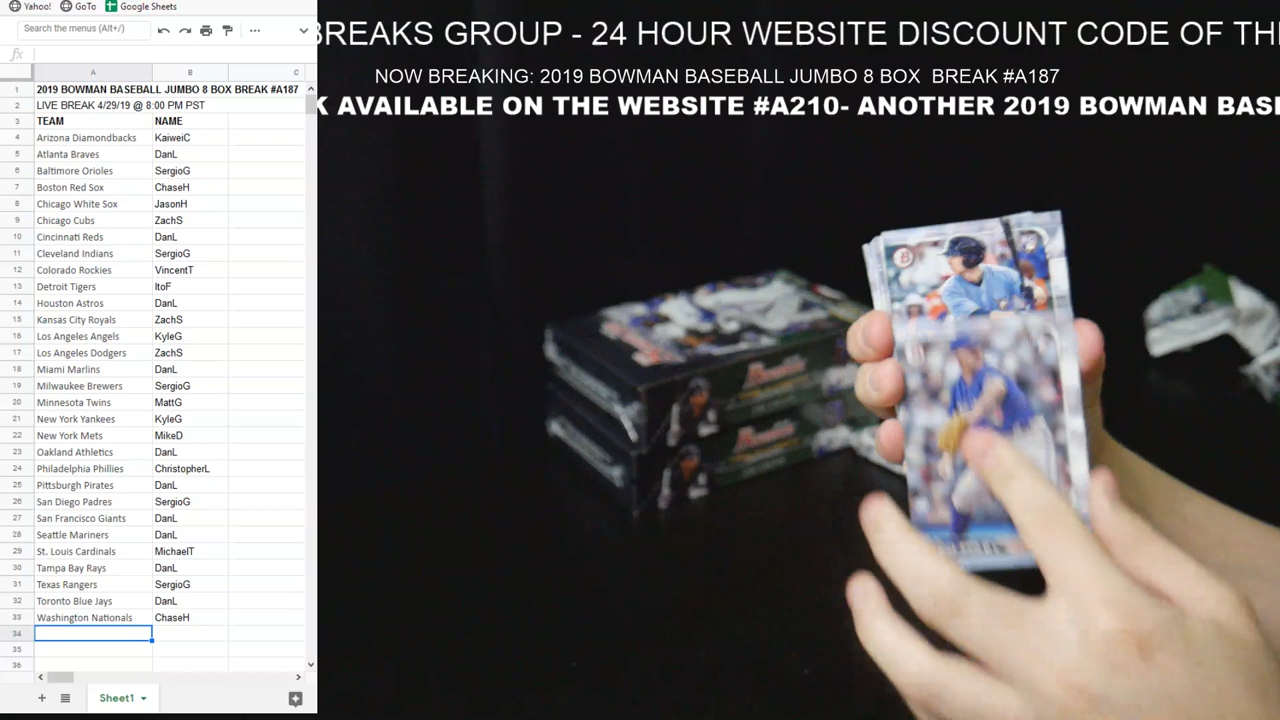 Yahoo! GoTo Google Sheets
Search the menus (Alt+/)
fx
A B C
1 2019 BOWMAN BASEBALL JUMBO 8 BOX BREAK #A187
2 LIVE BREAK 4/29/19 @ 8:00 PM PST
3 TEAM NAME
4 Arizona Diamondbacks KaiweiC
5 Atlanta Braves DanL
6 Baltimore Orioles SergioG
7 Boston Red Sox ChaseH
8 Chicago White Sox JasonH
9 Chicago Cubs ZachS
10 Cincinnati Reds DanL
11 Cleveland Indians SergioG
12 Colorado Rockies VincentT
13 Detroit Tigers ItoF
14 Houston Astros DanL
15 Kansas City Royals ZachS
16 Los Angeles Angels KyleG
17 Los Angeles Dodgers ZachS
18 Miami Marlins DanL
19 Milwaukee Brewers SergioG
20 Minnesota Twins MattG
21 New York Yankees KyleG
22 New York Mets MikeD
23 Oakland Athletics DanL
24 Philadelphia Phillies ChristopherL
25 Pittsburgh Pirates DanL
26 San Diego Padres SergioG
27 San Francisco Giants DanL
28 Seattle Mariners DanL
29 St. Louis Cardinals MichaelT
30 Tampa Bay Rays DanL
31 Texas Rangers SergioG
32 Toronto Blue Jays DanL
33 Washington Nationals ChaseH
34
35
36
Sheet1
BREAKS GROUP - 24 HOUR WEBSITE DISCOUNT CODE OF TH
NOW BREAKING: 2019 BOWMAN BASEBALL JUMBO 8 BOX BREAK #A187
K AVAILABLE ON THE WEBSITE #A210- ANOTHER 2019 BOWMAN BASE
Bowman
Bowman
B